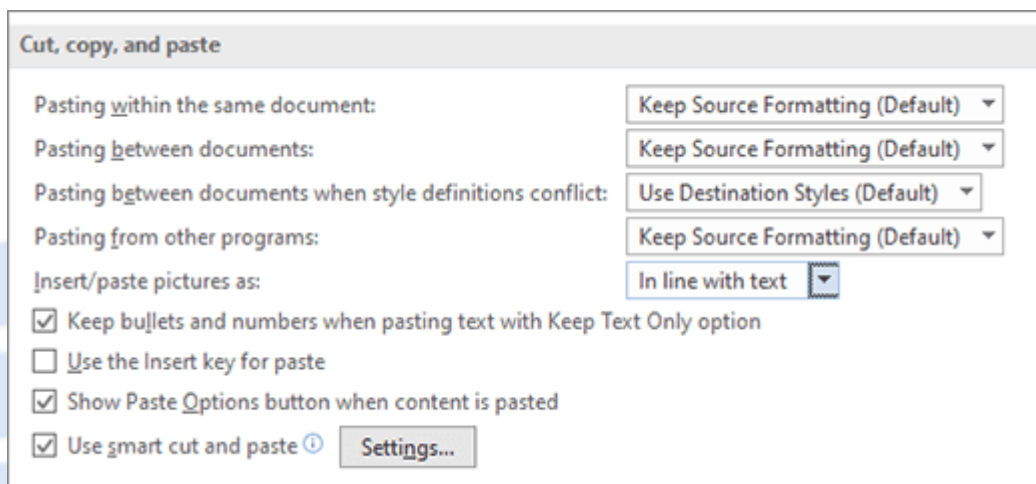 Cut, copy, and paste
Pasting within the same document: Keep Source Formatting (Default)
Pasting between documents: Keep Source Formatting (Default)
Pasting between documents when style definitions conflict: Use Destination Styles (Default)
Pasting from other programs: Keep Source Formatting (Default)
Insert/paste pictures as: In line with text
Keep bullets and numbers when pasting text with Keep Text Only option
Use the Insert key for paste
Show Paste Options button when content is pasted
Use smart cut and paste Settings...